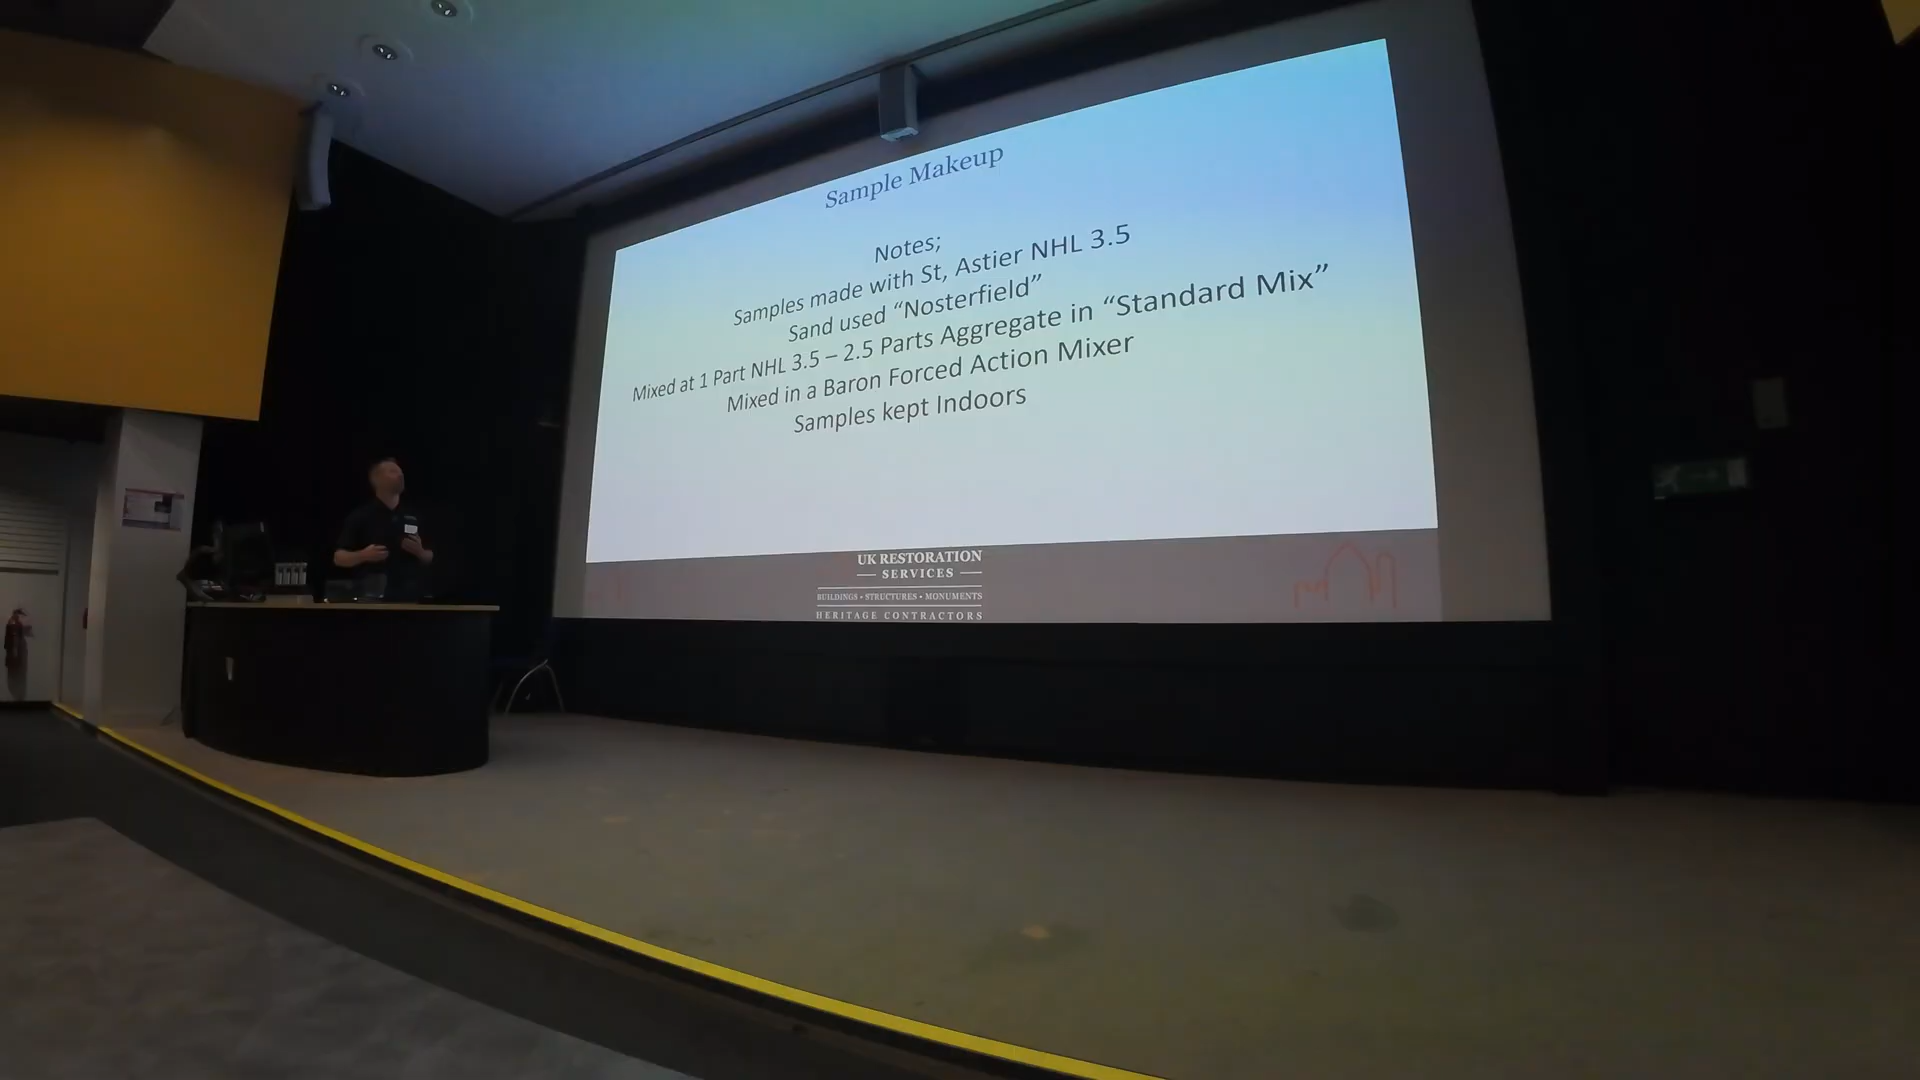 Sample Makeup
Notes;
Samples made with St, Astier NHL 3.5
Sand used “Nosterfield”
Mixed at 1 Part NHL 3.5 – 2.5 Parts Aggregate in “Standard Mix”
Mixed in a Baron Forced Action Mixer
Samples kept Indoors
UK RESTORATION
SERVICES
BUILDINGS • STRUCTURES • MONUMENTS
HERITAGE CONTRACTORS